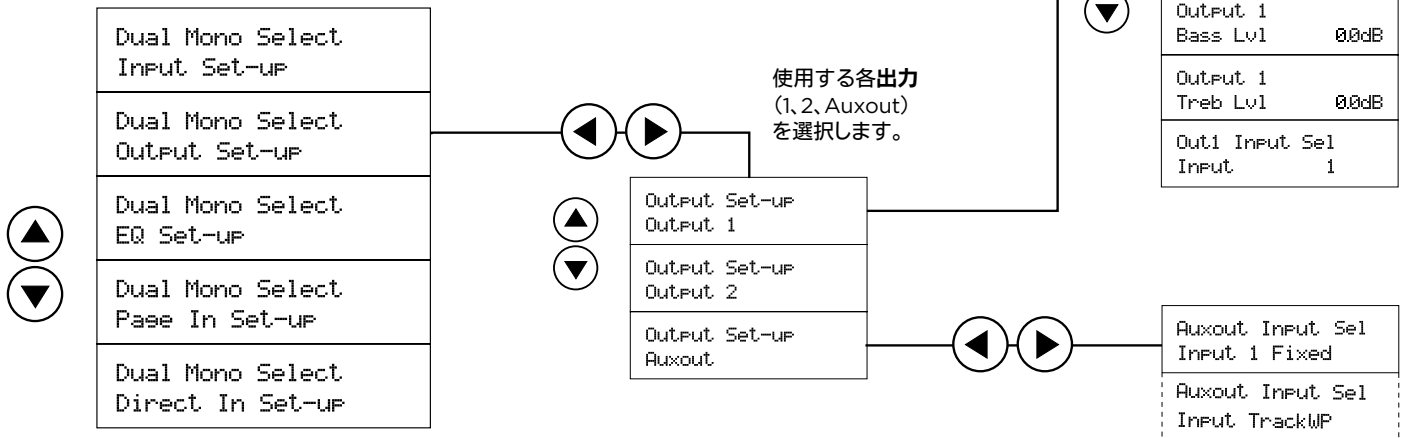 Dual Mono Select
Input Set-up
Dual Mono Select
Output Set-up
Dual Mono Select
EQ Set-up
Dual Mono Select
Page In Set-up
Dual Mono Select
Direct In Set-up
使用する各出力
（1、2、Auxout）
を選択します。
Output Set-up
Output 1
Output Set-up
Output 2
Output Set-up
Auxout
Output 1
Bass Lvl 0.0dB
Output 1
Treb Lvl 0.0dB
Out1 Input Sel
Input 1
Auxout Input Sel
Input 1 Fixed
Auxout Input Sel
Input TrackWP